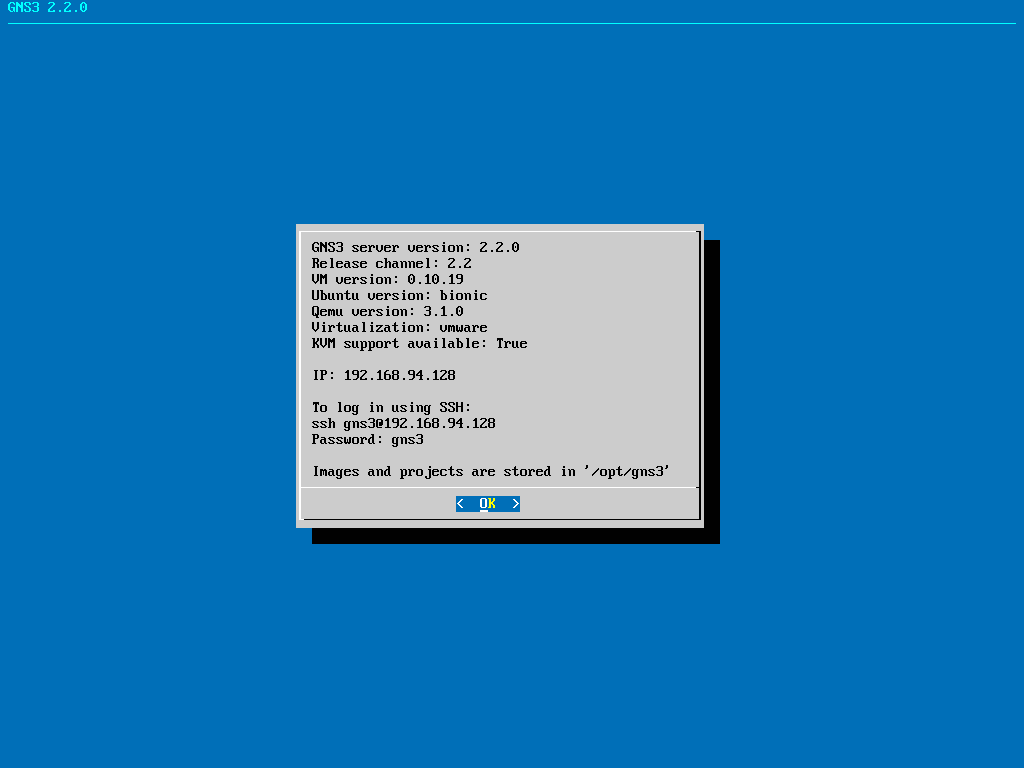 GNS3 2.2.0
GNS3 server version: 2.2.0
Release channel: 2.2
VM version: 0.10.19
Ubuntu version: bionic
Qemu version: 3.1.0
Virtualization: vmware
KVM support available: True
IP: 192.168.94.128
To log in using SSH:
ssh gns3@192.168.94.128
Password: gns3
Images and projects are stored in '/opt/gns3'
<  OK  >